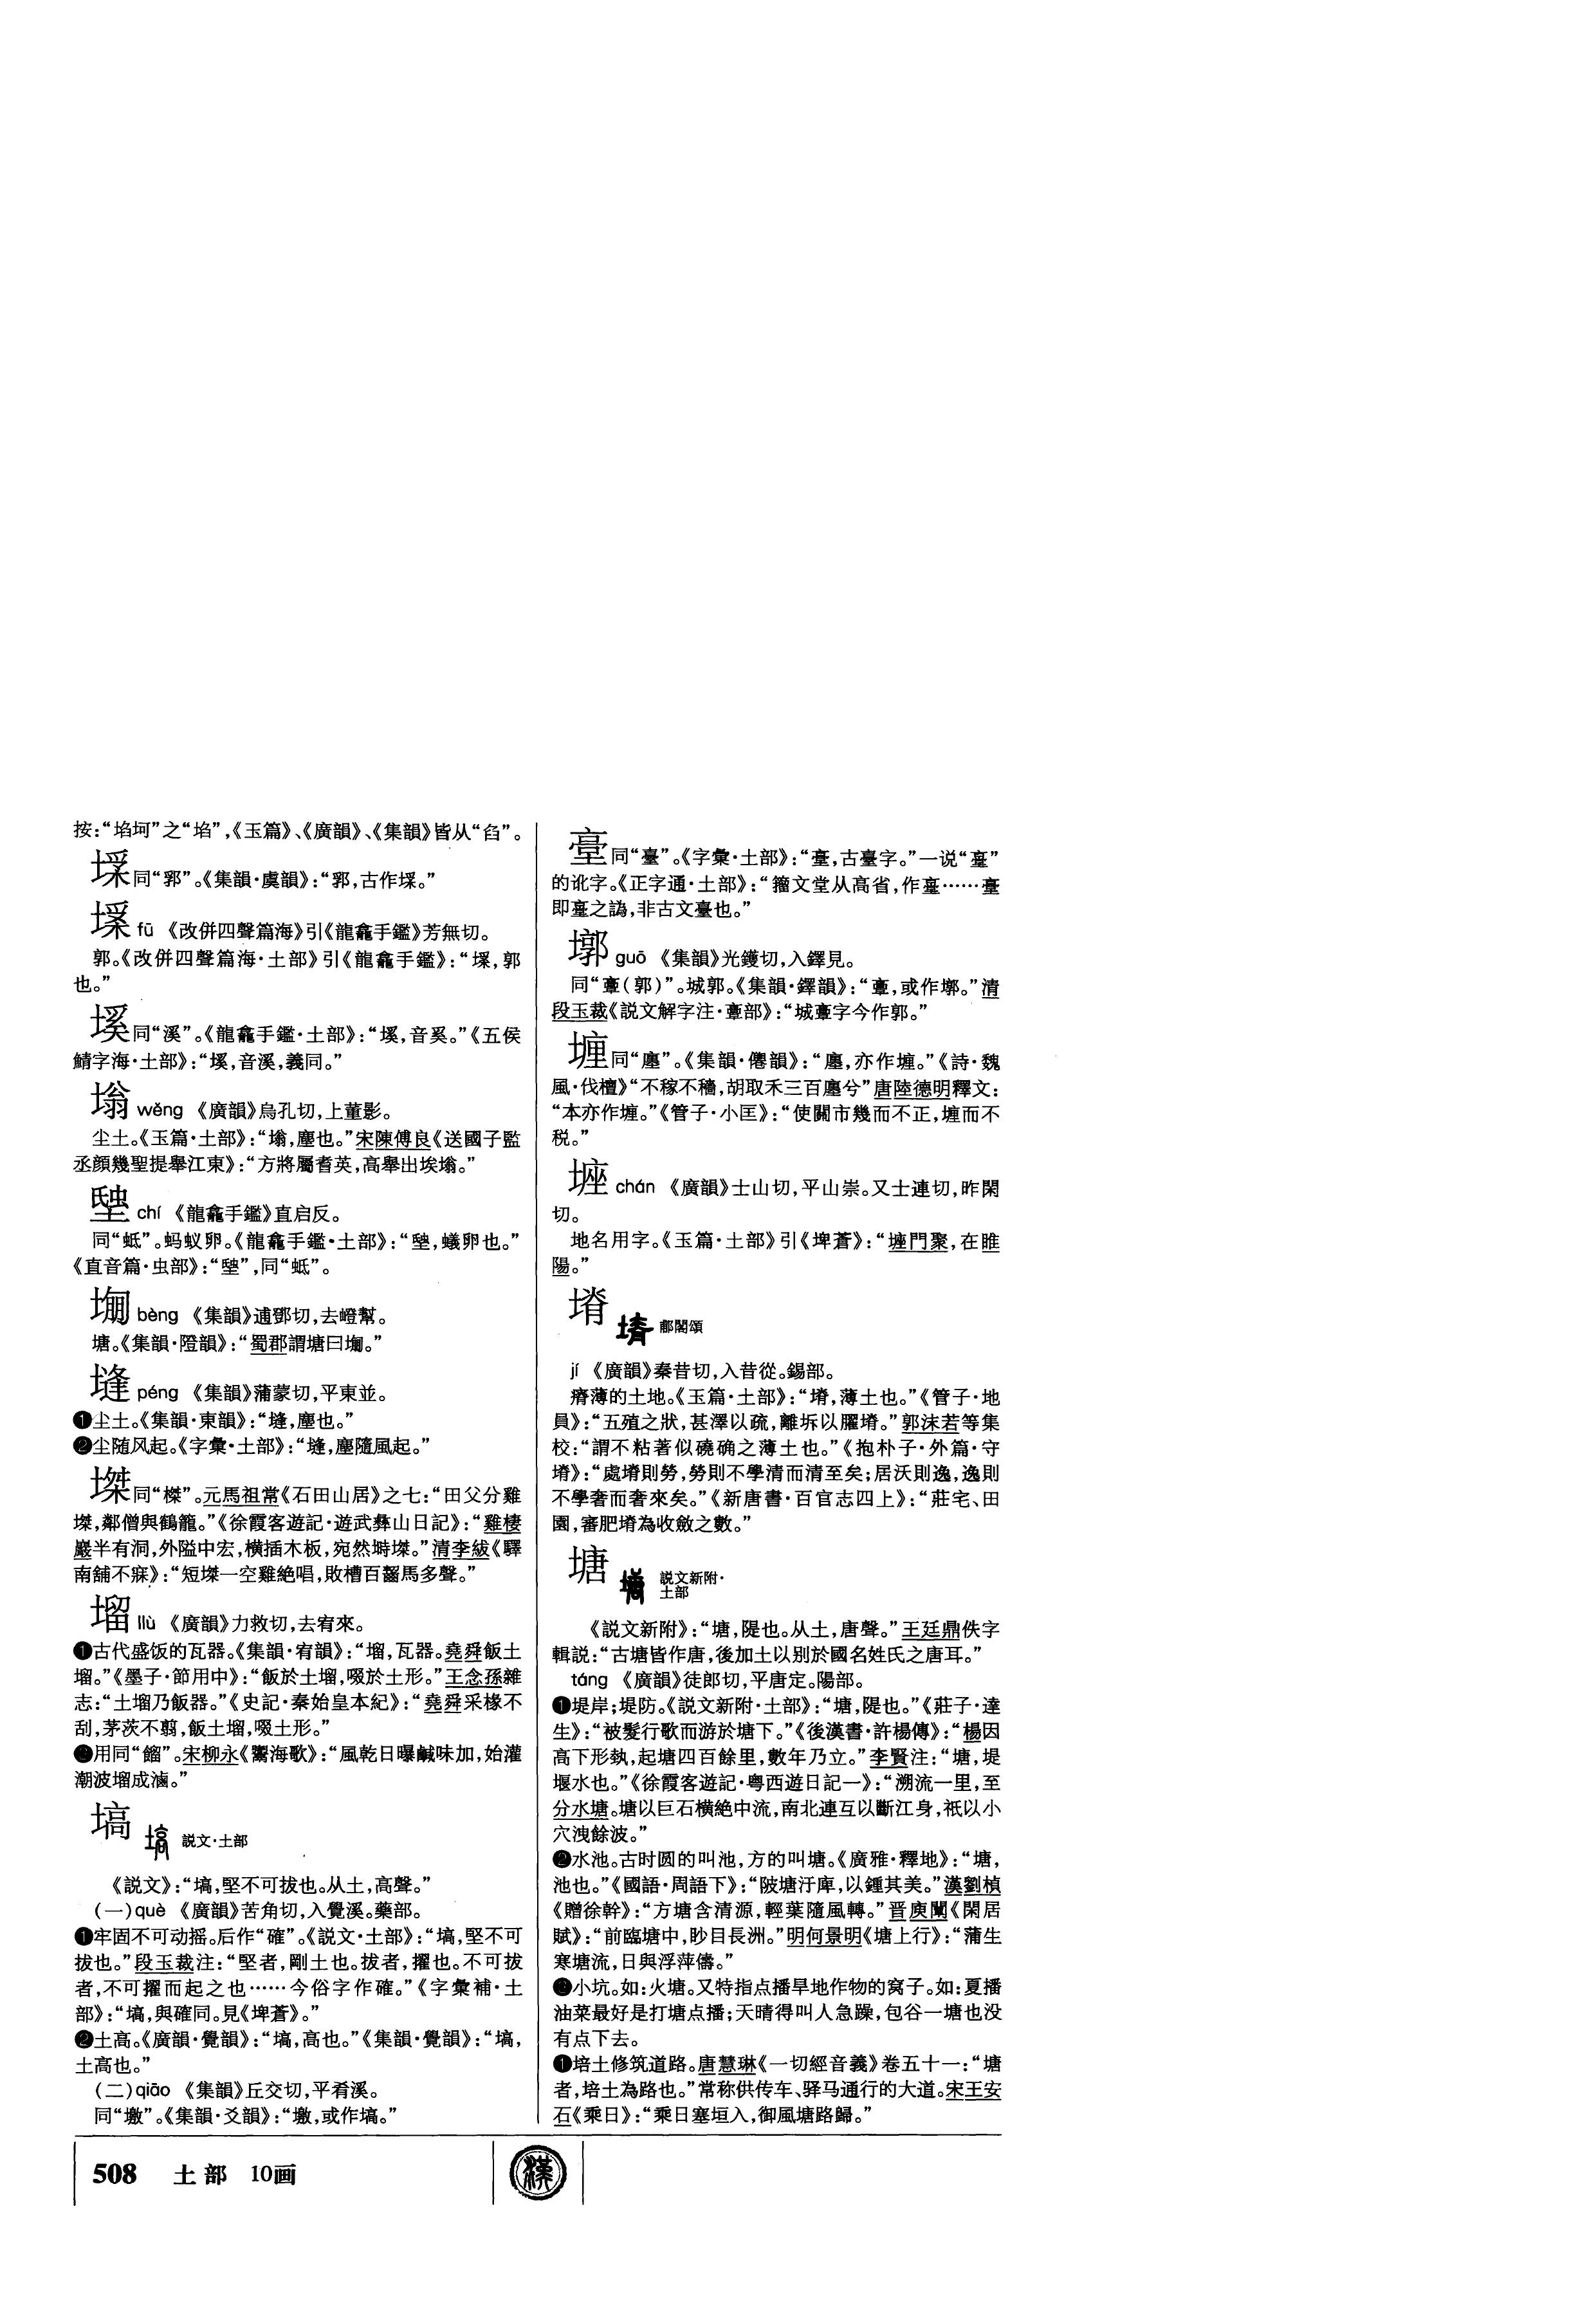 按：“埳坷”之“埳”，《玉篇》、《廣韻》、《集韻》皆从“臽”。
同“郛”。《集韻·虞韻》：“郛，古作垺。”
fū 《改併四聲篇海》引《龍龕手鑑》芳無切。
郭。《改併四聲篇海·土部》引《龍龕手鑑》：“，郭
也。”
塣同“溪”。《龍龕手鑑·土部》：“，音奚。”《五侯
鯖字海·土部》：“，音溪，義同。”
塕 wěng 《廣韻》烏孔切，上董影。
尘土。《玉篇·土部》：“塕，塵也。”宋陳傅良《送國子監
丞顔幾聖提舉江東》：“方將屬耆英，高舉出埃塕。”
chí 《龍龕手鑑》直启反。
同“蚳”。蚂蚁卵。《龍龕手鑑·土部》：“，蟻卵也。”
《直音篇·虫部》：“”，同“蚳”。
塴 bèng 《集韻》逋鄧切，去嶝幫。
塘。《集韻·隥韻》：“蜀郡謂塘曰塴。”
塳 péng 《集韻》蒲蒙切，平東並。
❶尘土。《集韻·東韻》：“塳，塵也。”
❷尘随风起。《字彙·土部》：“塳，塵隨風起。”
㙞同“榤”。元馬祖常《石田山居》之七：“田父分雞
，鄰僧與鶴籠。”《徐霞客遊記·遊武彝山日記》：“雞棲
巖半有洞，外隘中宏，横插木板，宛然塒。”清李紱《驛
南舖不寐》：“短一空雞絶唱，敗槽百齧馬多聲。”
塯 liù 《廣韻》力救切，去宥來。
❶古代盛饭的瓦器。《集韻·宥韻》：“塯，瓦器。堯舜飯土
塯。”《墨子·節用中》：“飯於土塯，啜於土形。”王念孫雜
志：“土塯乃飯器。”《史記·秦始皇本紀》：“堯舜采椽不
刮，茅茨不翦，飯土塯，啜土形。”
❷用同“餾”。宋柳永《鬻海歌》：“風乾日曝鹹味加，始灌
潮波塯成滷。”
塙 説文·土部
《説文》：“塙，堅不可拔也。从土，高聲。”
（一）què 《廣韻》苦角切，入覺溪。藥部。
❶牢固不可动摇。后作“確”。《説文·土部》：“塙，堅不可
拔也。”段玉裁注：“堅者，剛土也。拔者，擢也。不可拔
者，不可擢而起之也……今俗字作確。”《字彙補·土
部》：“塙，與確同。見《埤蒼》。”
❷土高。《廣韻·覺韻》：“塙，高也。”《集韻·覺韻》：“塙，
土高也。”
（二）qiāo 《集韻》丘交切，平肴溪。
同“墽”。《集韻·爻韻》：“墽，或作塙。”
同“臺”。《字彙·土部》：“，古臺字。”一说“”
的讹字。《正字通·土部》：“籀文堂从高省，作……
即之譌，非古文臺也。”
㙮 guō 《集韻》光鑊切，入鐸見。
同“𩫏（郭）”。城郭。《集韻·鐸韻》：“𩫏，或作墎。”清
段玉裁《説文解字注·𩫏部》：“城𩫏字今作郭。”
㙻同“廛”。《集韻·僊韻》：“廛，亦作堙。”《詩·魏
風·伐檀》“不稼不穡，胡取禾三百廛兮”唐陸德明釋文：
“本亦作。”《管子·小匡》：“使關市幾而不正，而不
税。”
chán 《廣韻》士山切，平山崇。又士連切，昨閑
切。
地名用字。《玉篇·土部》引《埤蒼》：“門聚，在睢
陽。”
塉 郙閣頌
jí 《廣韻》秦昔切，入昔從。錫部。
瘠薄的土地。《玉篇·土部》：“塉，薄土也。”《管子·地
員》：“五殖之狀，甚澤以疏，離坼以臞塉。”郭沫若等集
校：“謂不粘著似磽确之薄土也。”《抱朴子·外篇·守
塉》：“處塉則勞，勞則不學清而清至矣；居沃則逸，逸則
不學奢而奢來矣。”《新唐書·百官志四上》：“莊宅、田
園，審肥塉為收斂之數。”
塘 説文新附·
土部
《説文新附》：“塘，隄也。从土，唐聲。”王廷鼎佚字
輯説：“古塘皆作唐，後加土以别於國名姓氏之唐耳。”
táng 《廣韻》徒郎切，平唐定。陽部。
❶堤岸；堤防。《説文新附·土部》：“塘，隄也。”《莊子·達
生》：“被髮行歌而游於塘下。”《後漢書·許楊傳》：“楊因
高下形埶，起塘四百餘里，數年乃立。”李賢注：“塘，堤
堰水也。”《徐霞客遊記·粤西遊日記一》：“溯流一里，至
分水塘。塘以巨石横絶中流，南北連互以斷江身，祇以小
穴洩餘波。”
❷水池。古时圆的叫池，方的叫塘。《廣雅·釋地》：“塘，
池也。”《國語·周語下》：“陂塘汙庳，以鍾其美。”漢劉楨
《贈徐幹》：“方塘含清源，輕葉隨風轉。”晋庾闡《閑居
賦》：“前臨塘中，眇目長洲。”明何景明《塘上行》：“蒲生
寒塘流，日與浮萍儔。”
❸小坑。如：火塘。又特指点播旱地作物的窝子。如：夏播
油菜最好是打塘点播；天晴得叫人急躁，包谷一塘也没
有点下去。
❹培土修筑道路。唐慧琳《一切經音義》卷五十一：“塘
者，培土為路也。”常称供传车、驿马通行的大道。宋王安
石《乘日》：“乘日塞垣入，御風塘路歸。”
508 土部 10画
漢